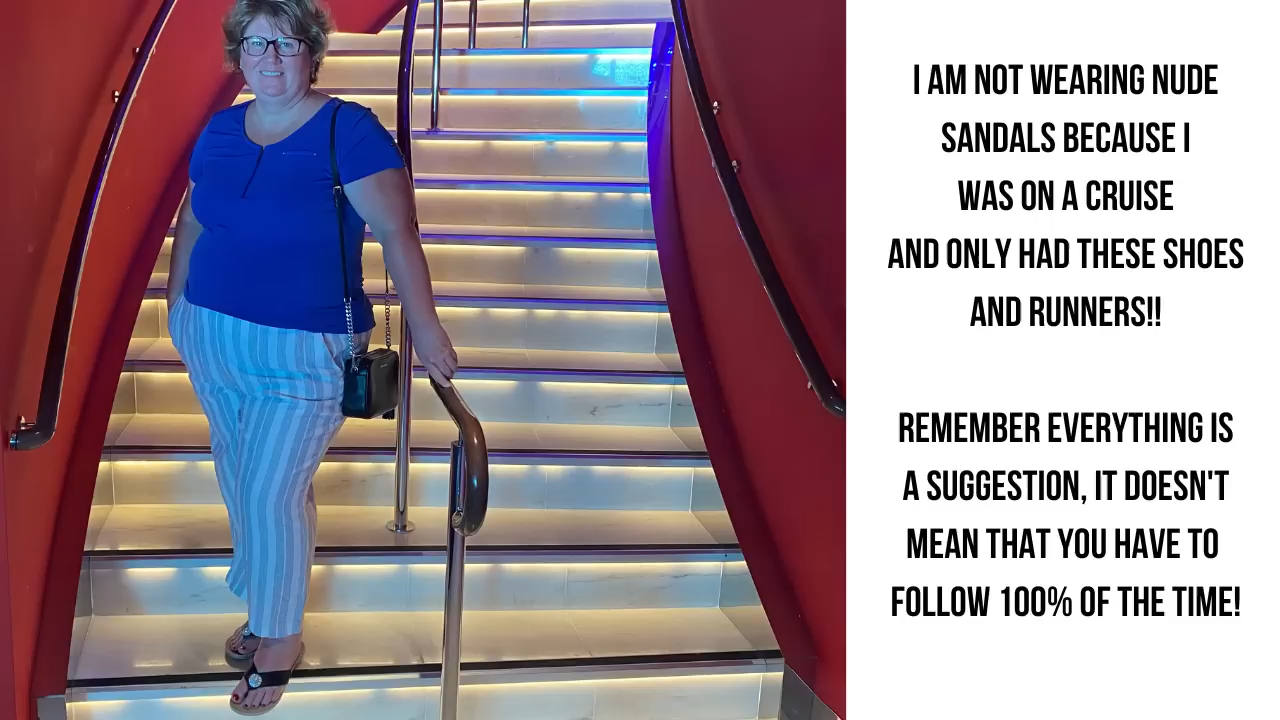 I AM NOT WEARING NUDE
SANDALS BECAUSE I
WAS ON A CRUISE
AND ONLY HAD THESE SHOES
AND RUNNERS!!
REMEMBER EVERYTHING IS
A SUGGESTION, IT DOESN'T
MEAN THAT YOU HAVE TO
FOLLOW 100% OF THE TIME!